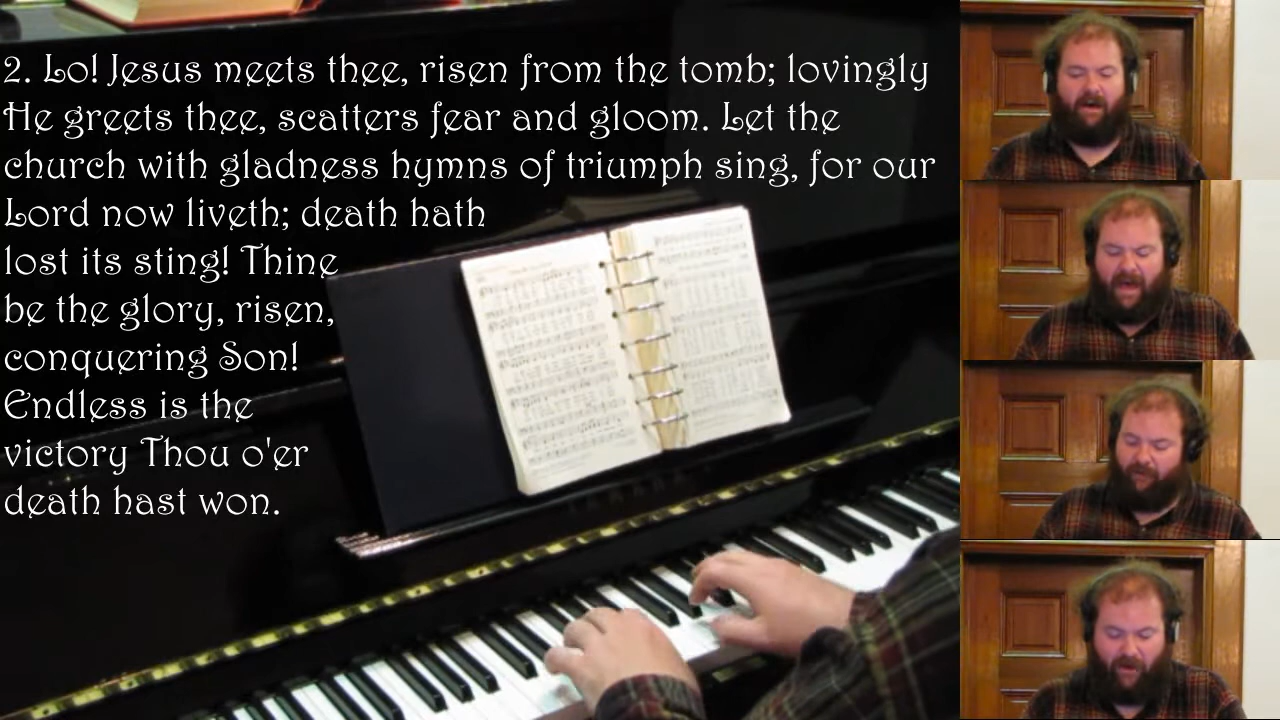 2. Lo! Jesus meets thee, risen from the tomb; lovingly
He greets thee, scatters fear and gloom. Let the
church with gladness hymns of triumph sing, for our
Lord now liveth; death hath
lost its sting! Thine
be the glory, risen,
conquering Son!
Endless is the
victory Thou o'er
death hast won.